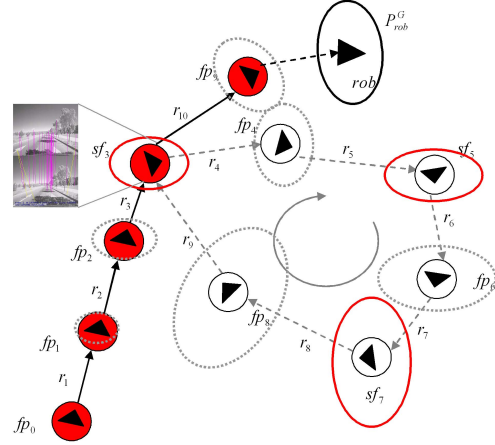 P_rob^G
rob
fp_9
r_10
fp_4
sf_3
r_4
r_5
sf_5
r_3
r_6
r_9
fp_2
fp_6
r_2
fp_8
fp_1
r_8
r_7
r_1
sf_7
fp_0